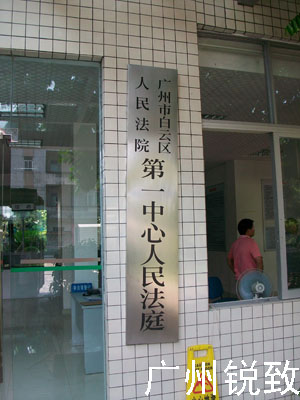 广州市白云区
人民法院
第一中心人民法庭
广州锐致